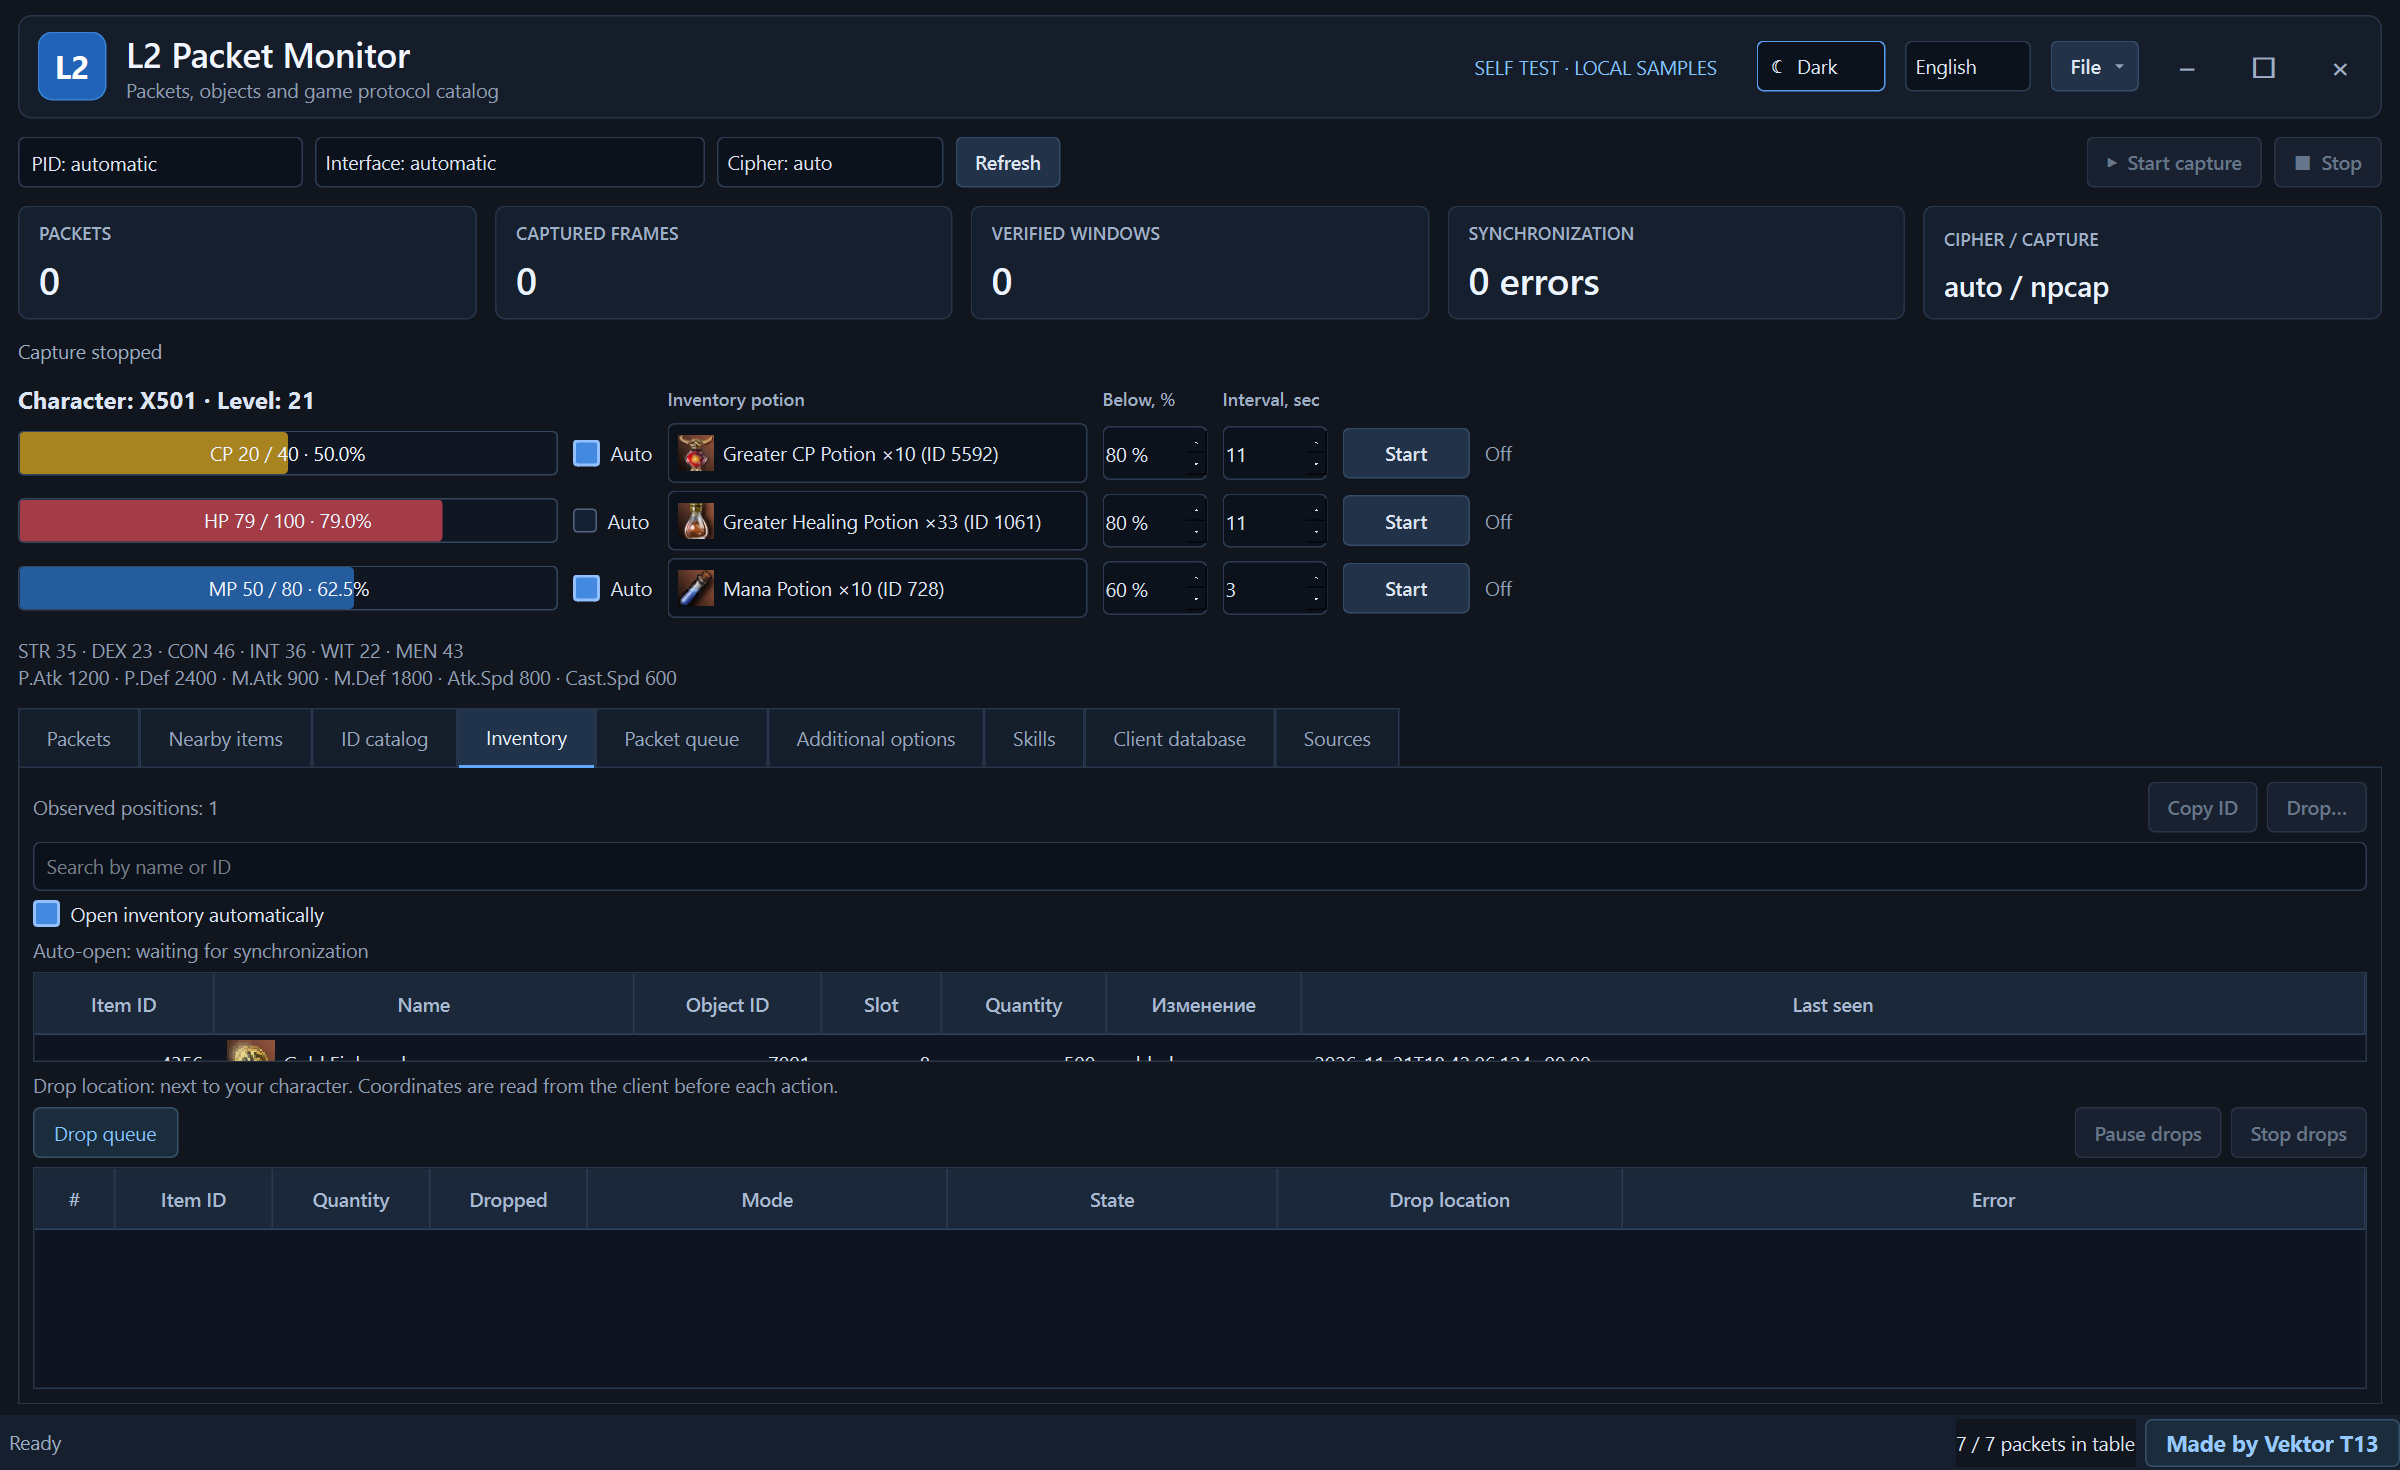 L2 L2 Packet Monitor
Packets, objects and game protocol catalog
SELF TEST · LOCAL SAMPLES
☾ Dark
English
File
PID: automatic
Interface: automatic
Cipher: auto
Refresh
Start capture
Stop
PACKETS
0
CAPTURED FRAMES
0
VERIFIED WINDOWS
0
SYNCHRONIZATION
0 errors
CIPHER / CAPTURE
auto / npcap
Capture stopped
Character: X501 · Level: 21
Inventory potion
Below, %
Interval, sec
CP 20 / 40 · 50.0%
Auto
Greater CP Potion ×10 (ID 5592)
80 %
11
Start
Off
HP 79 / 100 · 79.0%
Auto
Greater Healing Potion ×33 (ID 1061)
80 %
11
Start
Off
MP 50 / 80 · 62.5%
Auto
Mana Potion ×10 (ID 728)
60 %
3
Start
Off
STR 35 · DEX 23 · CON 46 · INT 36 · WIT 22 · MEN 43
P.Atk 1200 · P.Def 2400 · M.Atk 900 · M.Def 1800 · Atk.Spd 800 · Cast.Spd 600
Packets
Nearby items
ID catalog
Inventory
Packet queue
Additional options
Skills
Client database
Sources
Observed positions: 1
Copy ID
Drop...
Search by name or ID
Open inventory automatically
Auto-open: waiting for synchronization
Item ID
Name
Object ID
Slot
Quantity
Изменение
Last seen
Drop location: next to your character. Coordinates are read from the client before each action.
Drop queue
Pause drops
Stop drops
#
Item ID
Quantity
Dropped
Mode
State
Drop location
Error
Ready
7 / 7 packets in table
Made by Vektor T13